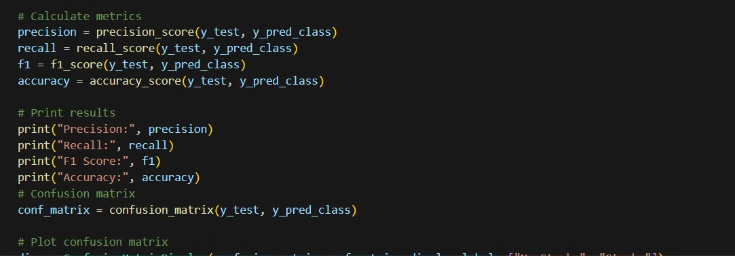 # Calculate metrics
precision = precision_score(y_test, y_pred_class)
recall = recall_score(y_test, y_pred_class)
f1 = f1_score(y_test, y_pred_class)
accuracy = accuracy_score(y_test, y_pred_class)
# Print results
print("Precision:", precision)
print("Recall:", recall)
print("F1 Score:", f1)
print("Accuracy:", accuracy)
# Confusion matrix
conf_matrix = confusion_matrix(y_test, y_pred_class)
# Plot confusion matrix